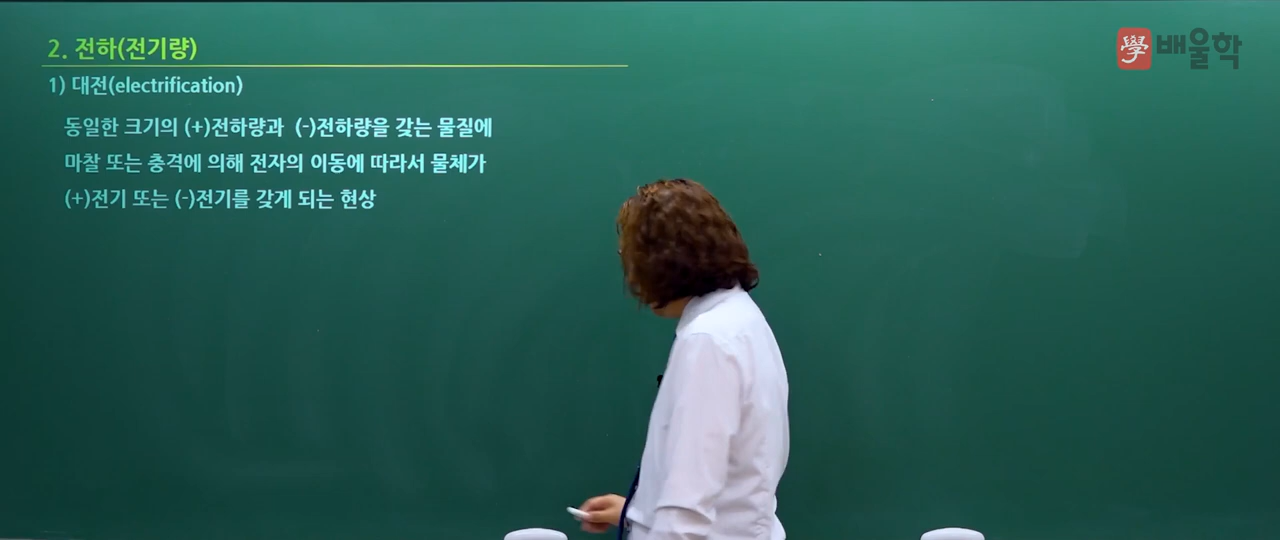 2. 전하(전기량)
1) 대전(electrification)
동일한 크기의 (+)전하량과 (-)전하량을 갖는 물질에
마찰 또는 충격에 의해 전자의 이동에 따라서 물체가
(+)전기 또는 (-)전기를 갖게 되는 현상
學 배울학